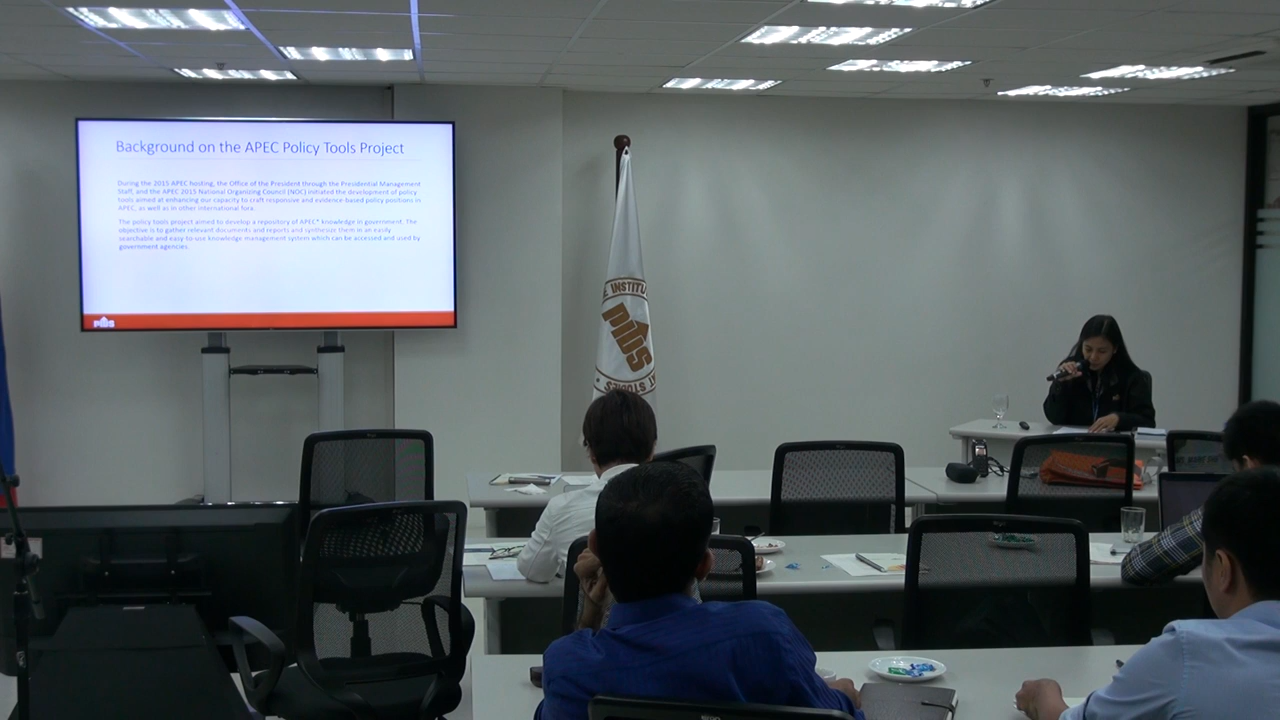 Background on the APEC Policy Tools Project
During the 2015 APEC hosting, the Office of the President through the Presidential Management
Staff, and the APEC 2015 National Organizing Council (NOC) initiated the development of policy
tools aimed at enhancing our capacity to craft responsive and evidence-based policy positions in
APEC, as well as in other international fora.
The policy tools project aimed to develop a repository of APEC* knowledge in government. The
objective is to gather relevant documents and reports and synthesize them in an easily
searchable and easy to use knowledge management system which can be accessed and used by
government agencies.
pids
INSTITU
pids
STUDIES